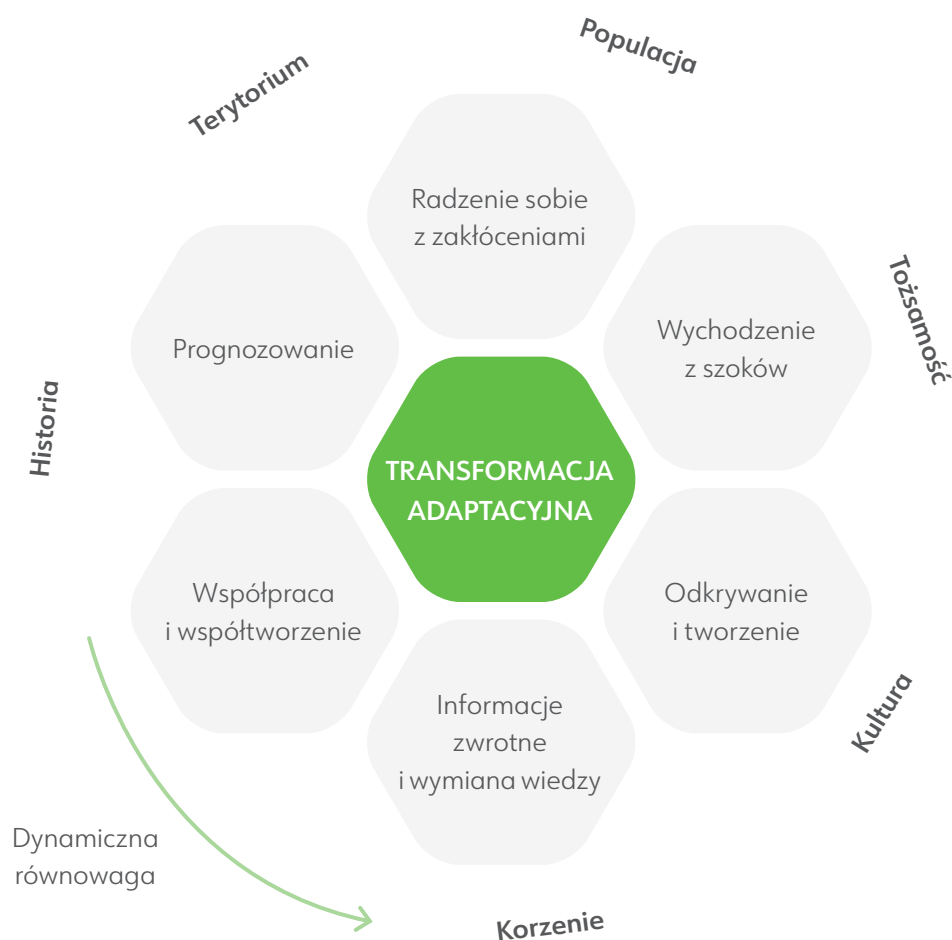 Populacja
Terytorium
Radzenie sobie
z zakłóceniami
Tożsamość
Prognozowanie
Wychodzenie
z szoków
Historia
TRANSFORMACJA
ADAPTACYJNA
Współpraca
i współtworzenie
Odkrywanie
i tworzenie
Kultura
Informacje
zwrotne
i wymiana wiedzy
Dynamiczna
równowaga
Korzenie